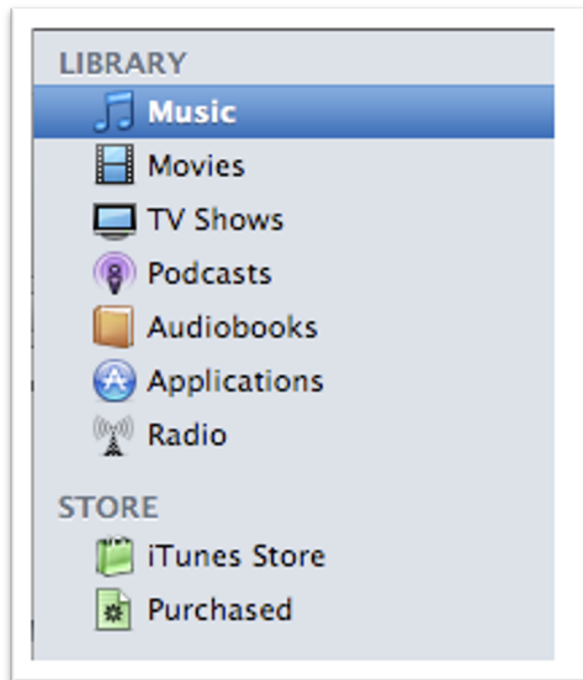 LIBRARY
Music
Movies
TV Shows
Podcasts
Audiobooks
Applications
Radio
STORE
iTunes Store
Purchased